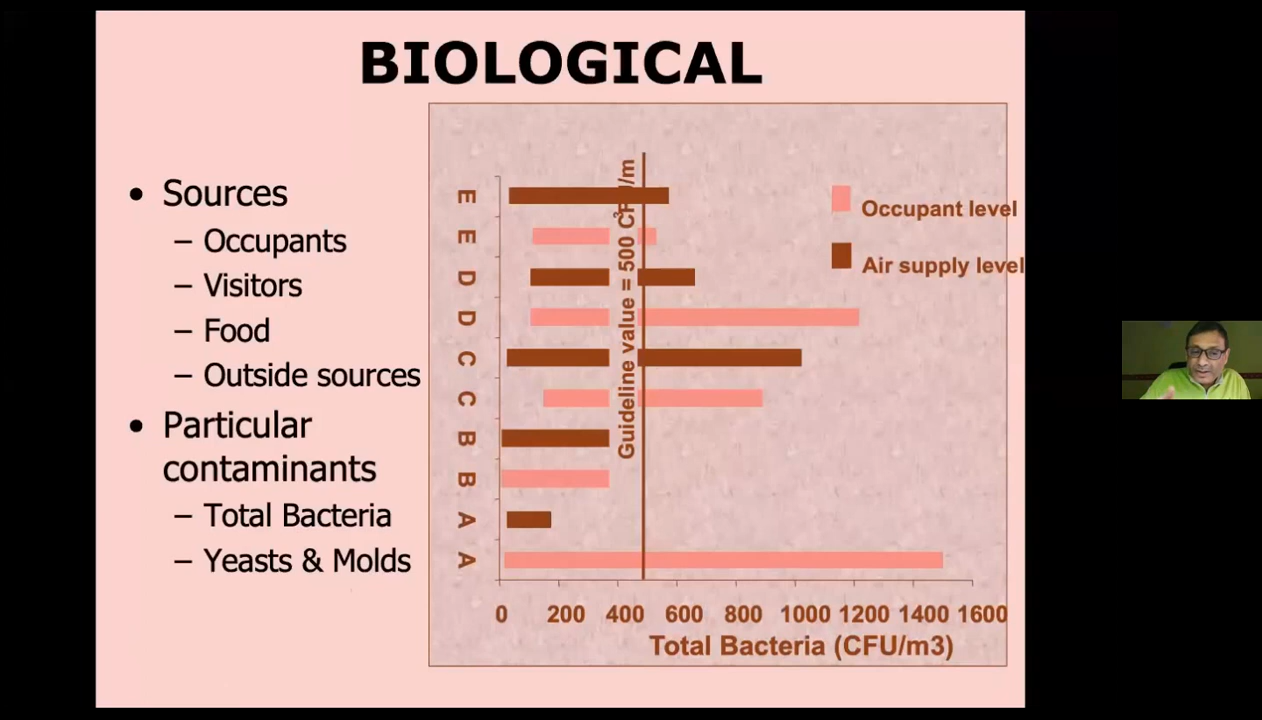 BIOLOGICAL
• Sources
– Occupants
– Visitors
– Food
– Outside sources
• Particular
contaminants
– Total Bacteria
– Yeasts & Molds
E
E
D
D
C
C
B
B
A
A
Guideline value = 500 CFU/m3
Occupant level
Air supply level
0 200 400 600 800 1000 1200 1400 1600
Total Bacteria (CFU/m3)